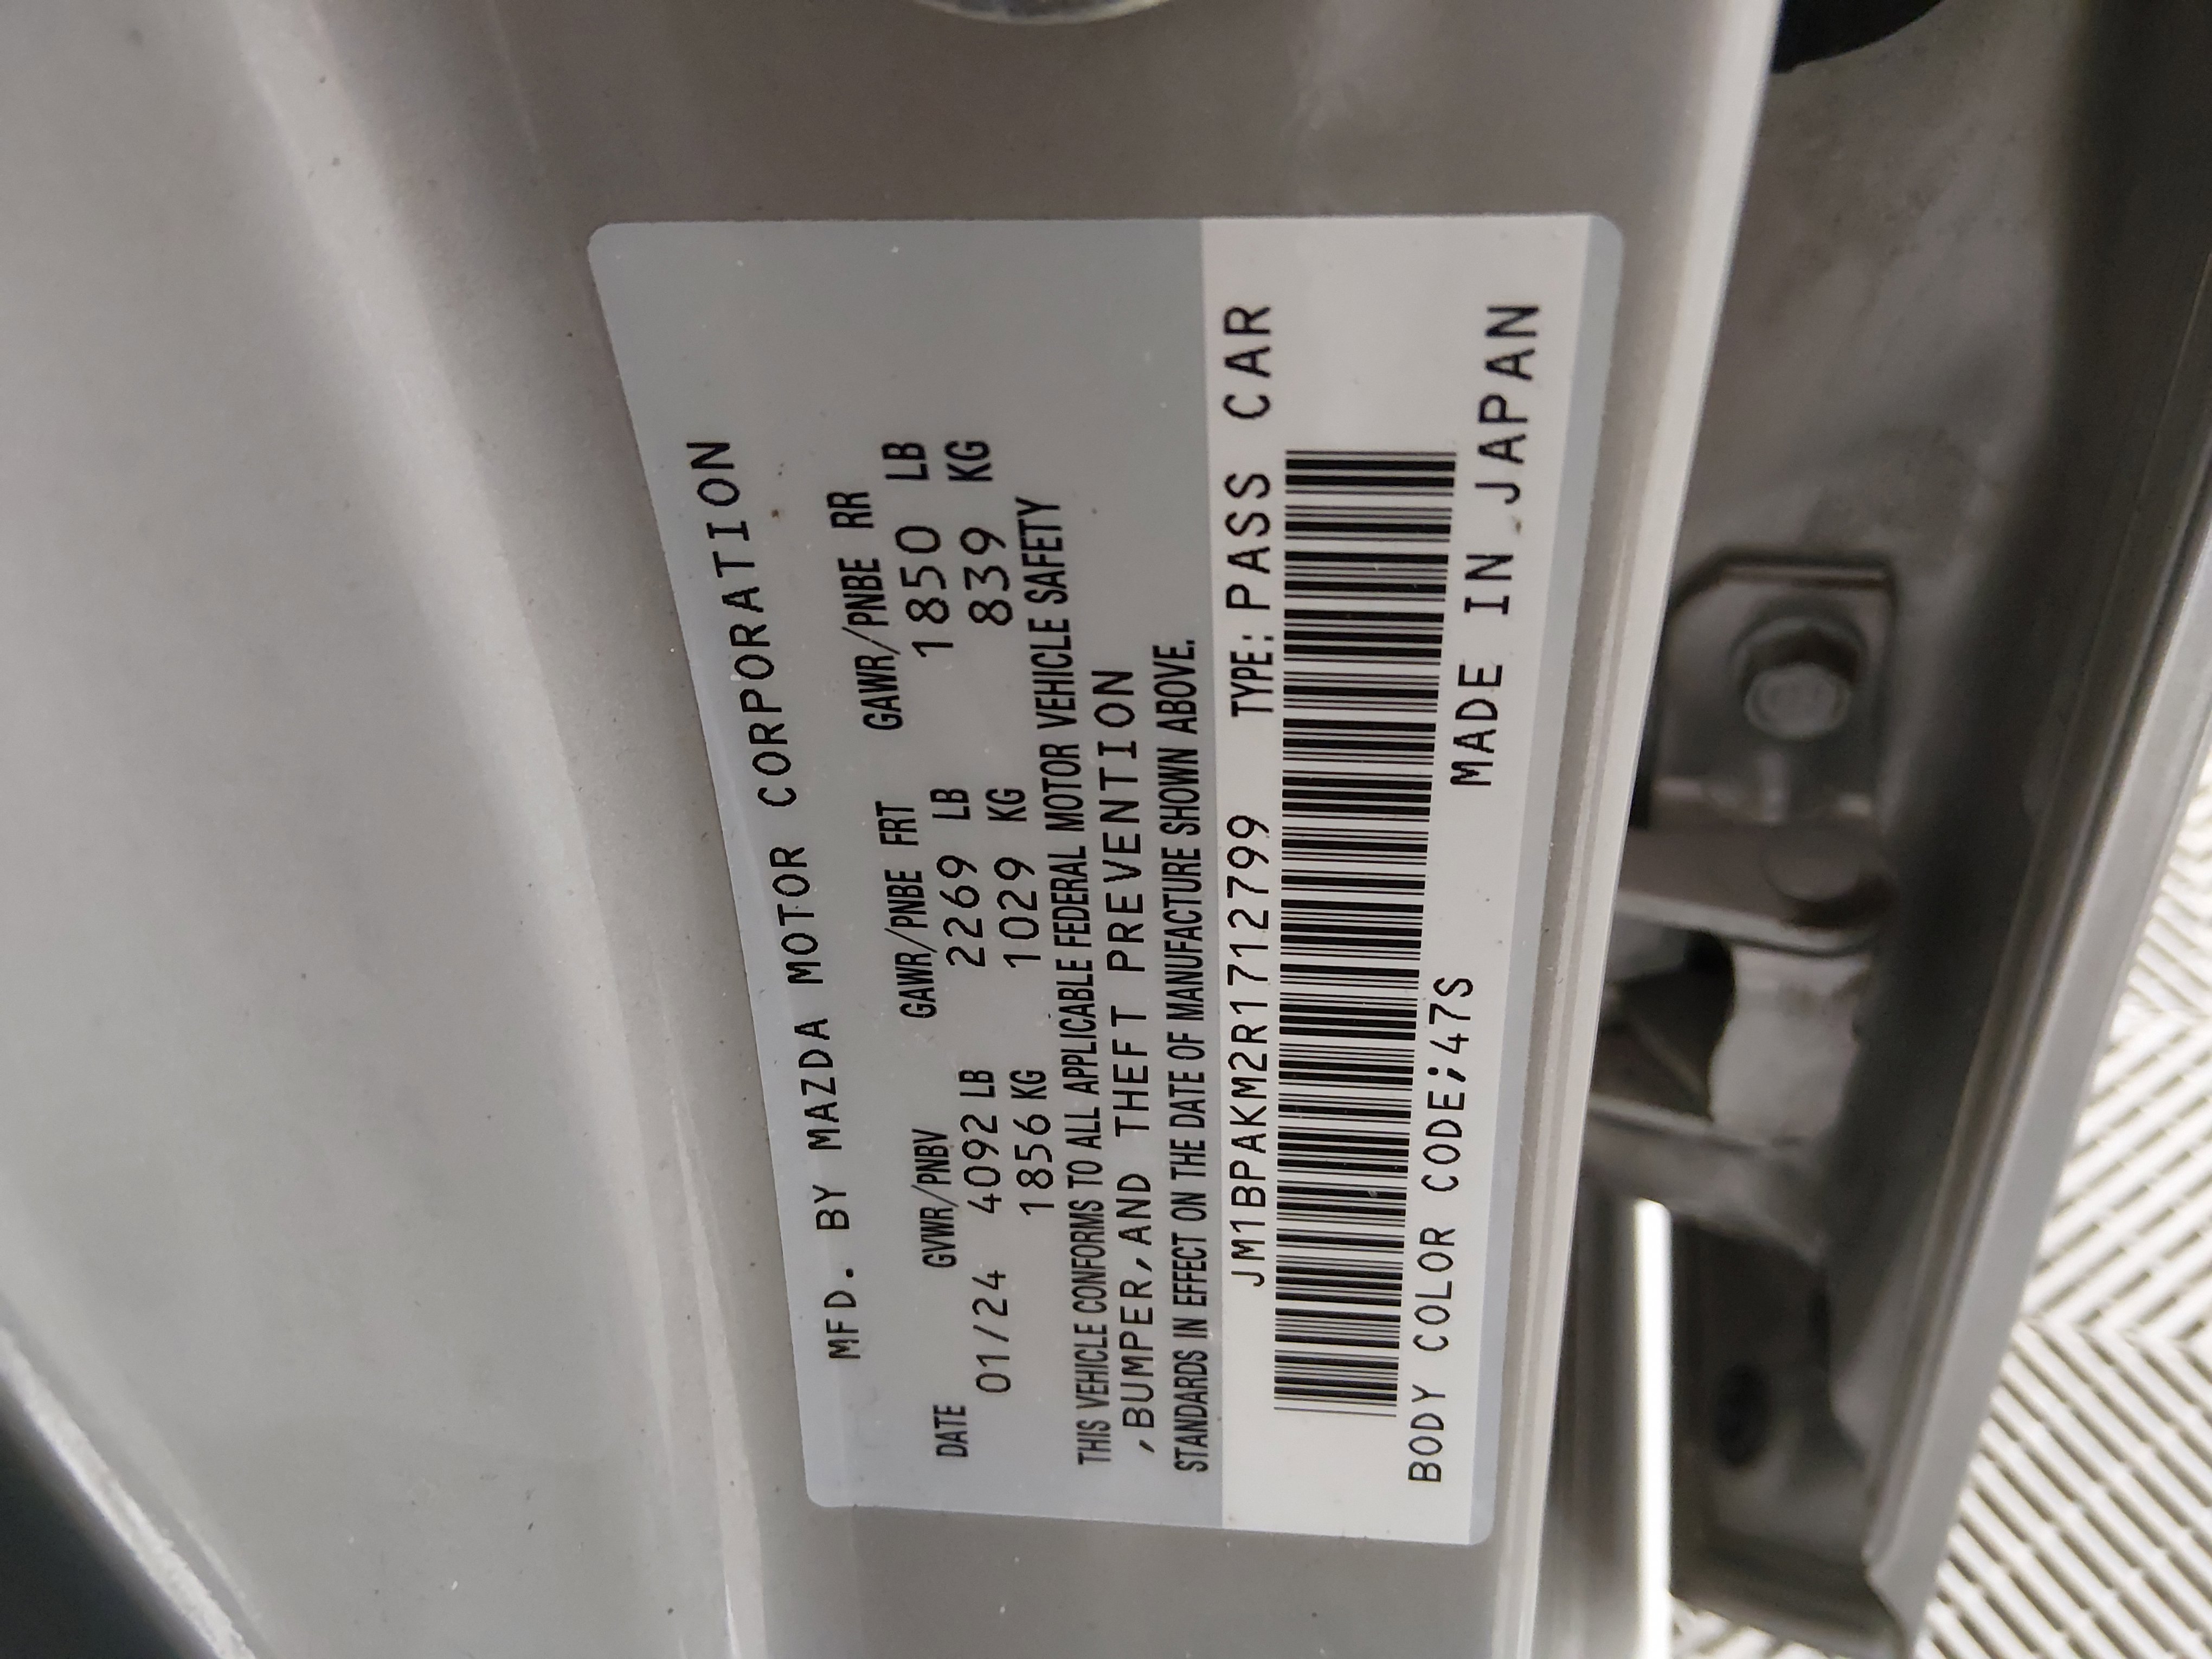 MFD. BY MAZDA MOTOR CORPORATION
DATE GVWR/PNBV GAWR/PNBE FRT GAWR/PNBE RR
01/24 4092 LB 2269 LB 1850 LB
1856 KG 1029 KG 839 KG
THIS VEHICLE CONFORMS TO ALL APPLICABLE FEDERAL MOTOR VEHICLE SAFETY
,BUMPER,AND THEFT PREVENTION
STANDARDS IN EFFECT ON THE DATE OF MANUFACTURE SHOWN ABOVE.
JM1BPAKM2R1712799 TYPE: PASS CAR
BODY COLOR CODE;47S MADE IN JAPAN